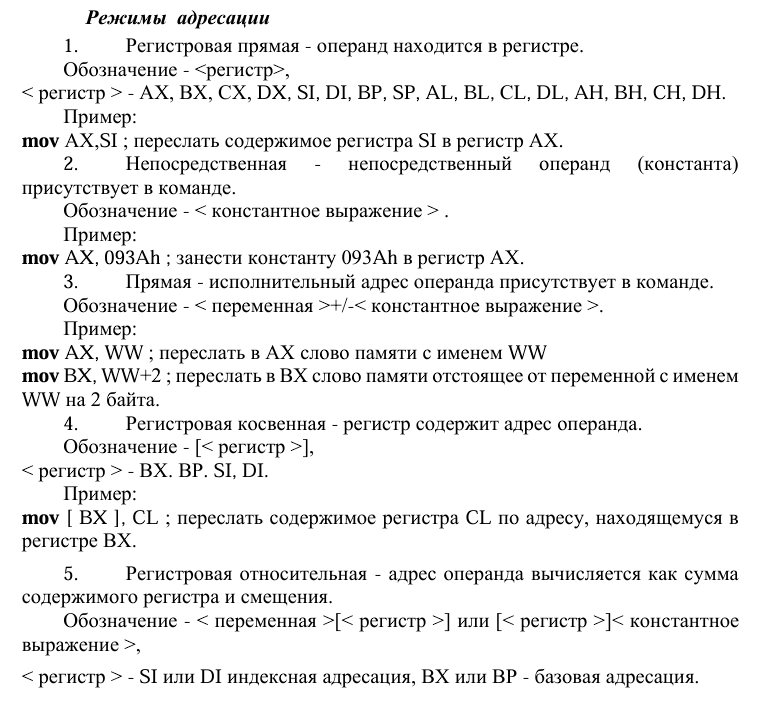 Режимы адресации
1. Регистровая прямая - операнд находится в регистре.
Обозначение - <регистр>,
< регистр > - AX, BX, CX, DX, SI, DI, BP, SP, AL, BL, CL, DL, AH, BH, CH, DH.
Пример:
mov AX,SI ; переслать содержимое регистра SI в регистр AX.
2. Непосредственная - непосредственный операнд (константа)
присутствует в команде.
Обозначение - < константное выражение > .
Пример:
mov AX, 093Ah ; занести константу 093Ah в регистр AX.
3. Прямая - исполнительный адрес операнда присутствует в команде.
Обозначение - < переменная >+/-< константное выражение >.
Пример:
mov AX, WW ; переслать в AX слово памяти с именем WW
mov BX, WW+2 ; переслать в BX слово памяти отстоящее от переменной с именем
WW на 2 байта.
4. Регистровая косвенная - регистр содержит адрес операнда.
Обозначение - [< регистр >],
< регистр > - BX. BP. SI, DI.
Пример:
mov [ BX ], CL ; переслать содержимое регистра CL по адресу, находящемуся в
регистре BX.
5. Регистровая относительная - адрес операнда вычисляется как сумма
содержимого регистра и смещения.
Обозначение - < переменная >[< регистр >] или [< регистр >]< константное
выражение >,
< регистр > - SI или DI индексная адресация, BX или BP - базовая адресация.